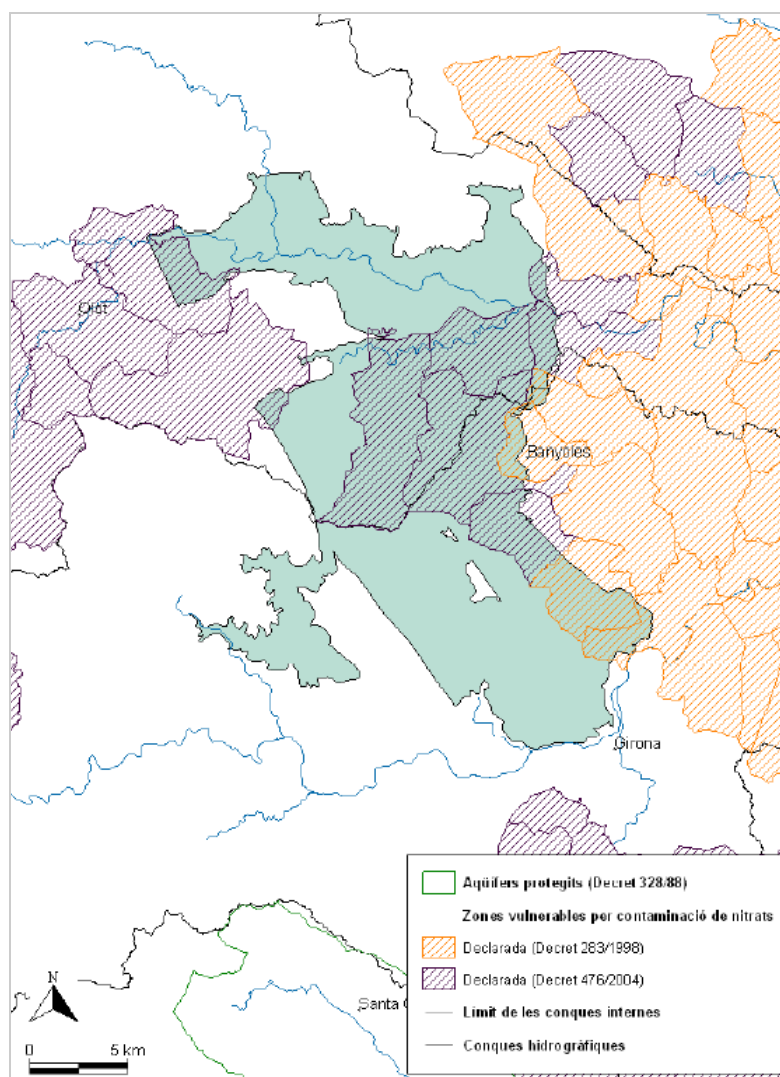 Olot
Banyoles
Girona
Santa
N
0 5 km
Aqüifers protegits (Decret 328/88)
Zones vulnerables per contaminació de nitrats
Declarada (Decret 283/1998)
Declarada (Decret 476/2004)
Límit de les conques internes
Conques hidrogràfiques